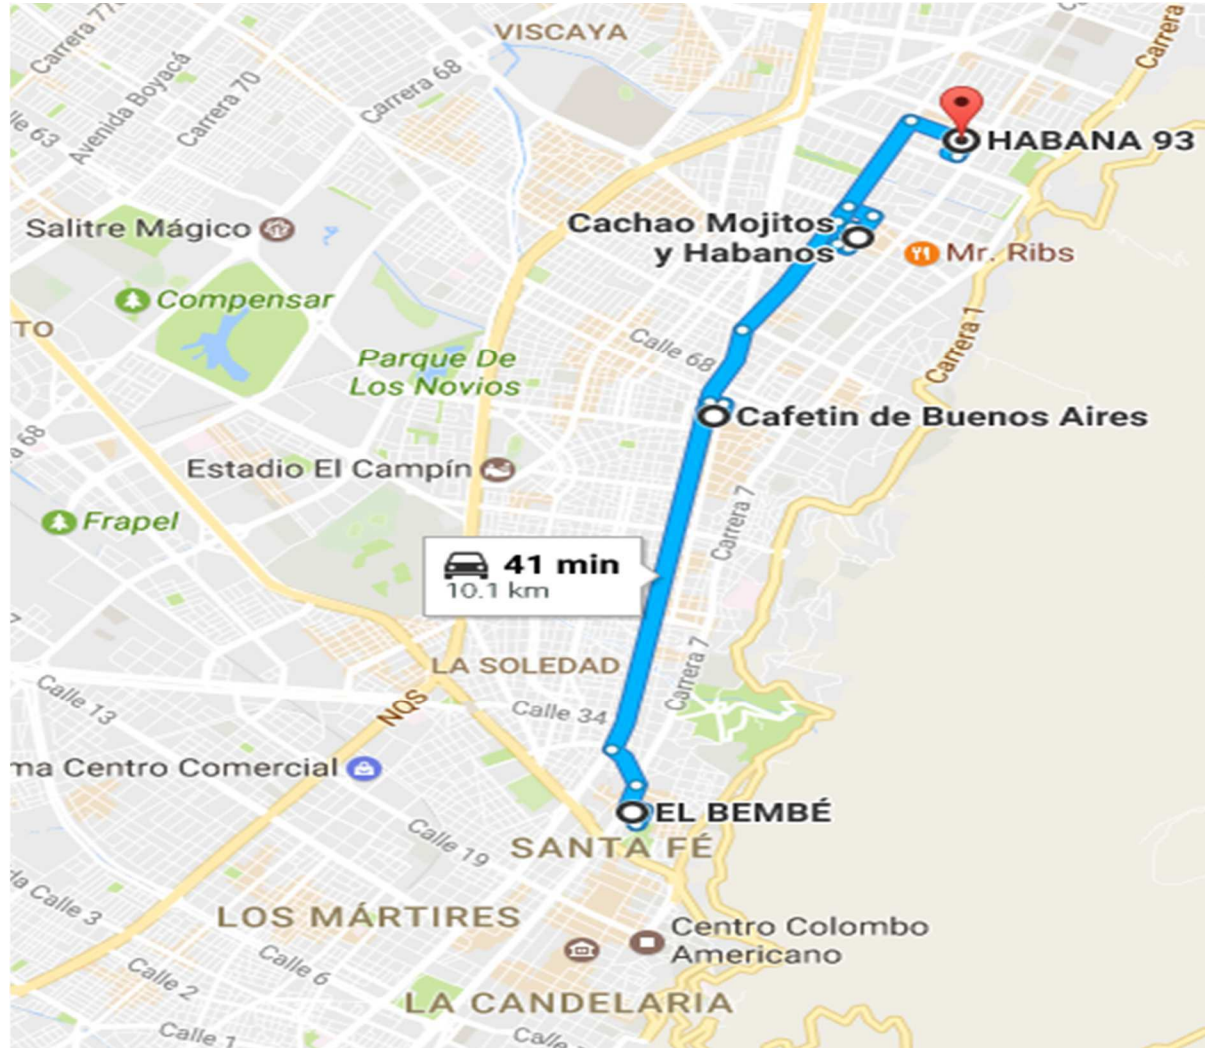 VISCAYA
Carrera 68
Avenida Boyacá
Carrera 70
Carrera
HABANA 93
Salitre Mágico
Cachao Mojitos
y Habanos
Mr. Ribs
Compensar
TO
Parque De
Los Novios
Calle 68
Carrera 1
Cafetin de Buenos Aires
Estadio El Campín
Frapel
Carrera 7
41 min
10.1 km
LA SOLEDAD
Carrera 7
Calle 13
NQS
Calle 34
ma Centro Comercial
EL BEMBÉ
Calle 19
SANTA FÉ
da Calle 3
LOS MÁRTIRES
Centro Colombo
Americano
Calle 6
Calle 2
LA CANDELARIA
Calle 1